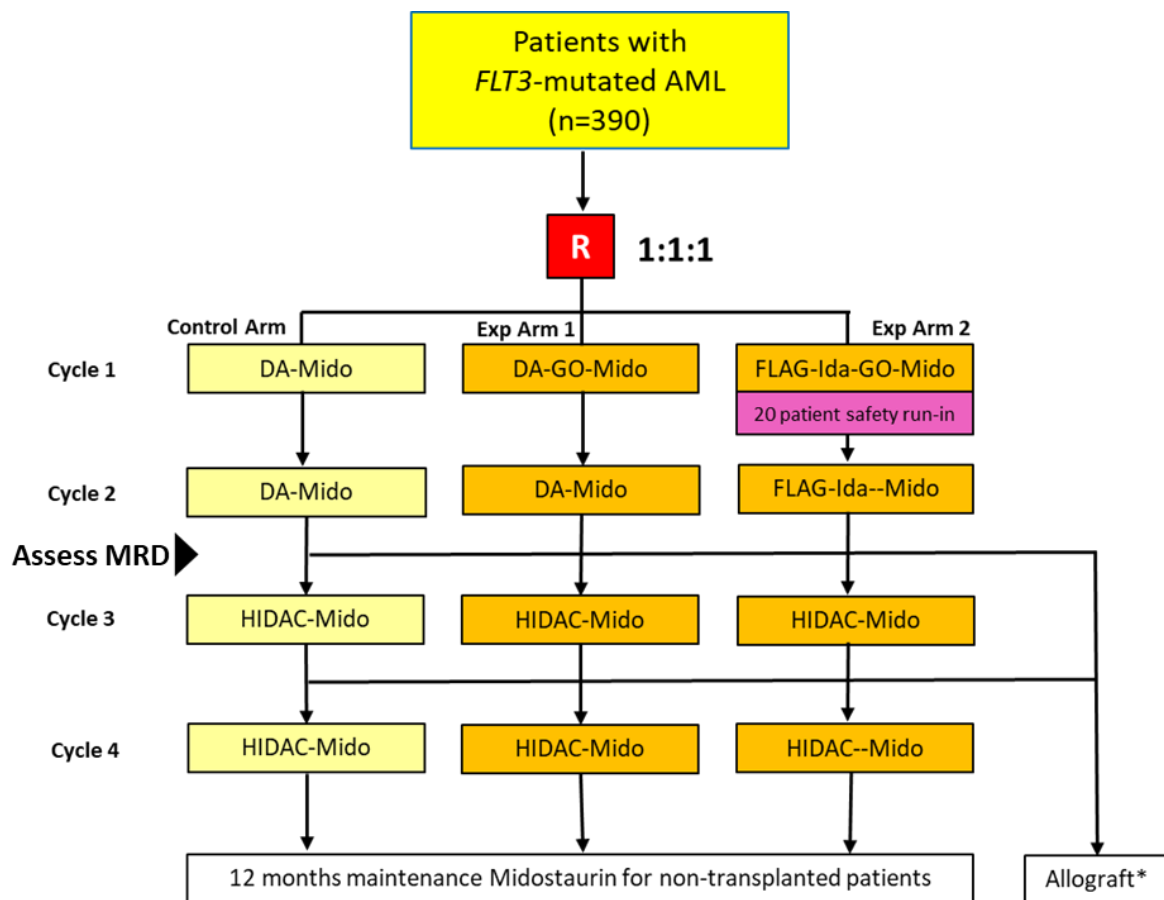 Patients with
FLT3-mutated AML
(n=390)
R 1:1:1
Control Arm Exp Arm 1 Exp Arm 2
Cycle 1 DA-Mido DA-GO-Mido FLAG-Ida-GO-Mido
20 patient safety run-in
Cycle 2 DA-Mido DA-Mido FLAG-Ida--Mido
Assess MRD
Cycle 3 HIDAC-Mido HIDAC-Mido HIDAC-Mido
Cycle 4 HIDAC-Mido HIDAC-Mido HIDAC--Mido
12 months maintenance Midostaurin for non-transplanted patients Allograft*